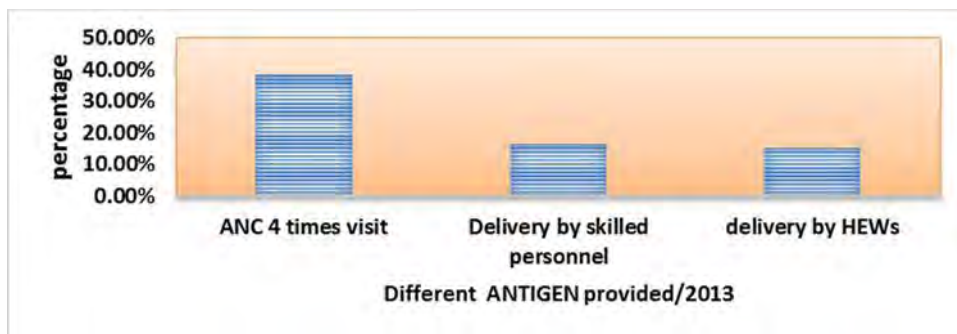 50.00%
40.00%
30.00%
20.00%
10.00%
0.00%
percentage
ANC 4 times visit
Delivery by skilled
personnel
delivery by HEWs
Different ANTIGEN provided/2013